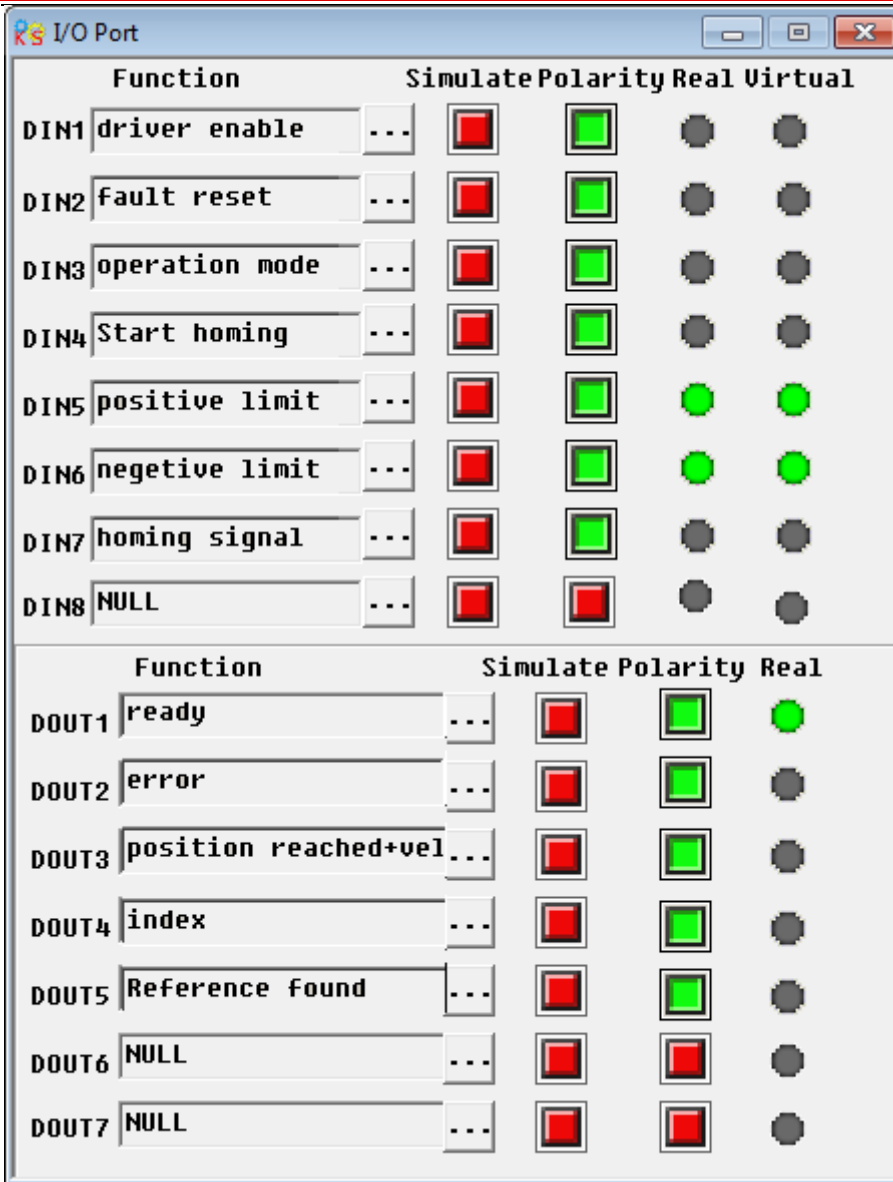 I/O Port
Function Simulate Polarity Real Virtual
DIN1 driver enable ...
DIN2 fault reset ...
DIN3 operation mode ...
DIN4 Start homing ...
DIN5 positive limit ...
DIN6 negetive limit ...
DIN7 homing signal ...
DIN8 NULL ...
Function Simulate Polarity Real
DOUT1 ready ...
DOUT2 error ...
DOUT3 position reached+vel ...
DOUT4 index ...
DOUT5 Reference found ...
DOUT6 NULL ...
DOUT7 NULL ...